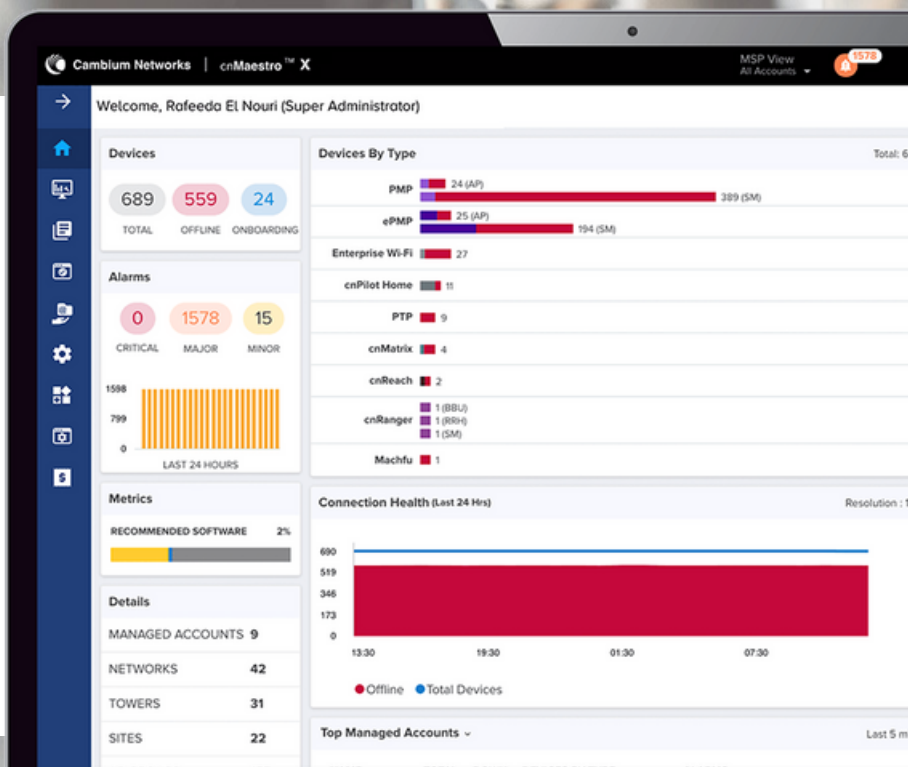 Cambium Networks | cnMaestro™ X
MSP View
All Accounts
1578
Welcome, Rafeeda El Nouri (Super Administrator)
Devices
689
559
24
TOTAL
OFFLINE
ONBOARDING
Alarms
0
1578
15
CRITICAL
MAJOR
MINOR
1598
799
0
LAST 24 HOURS
Metrics
RECOMMENDED SOFTWARE 2%
Details
MANAGED ACCOUNTS 9
NETWORKS 42
TOWERS 31
SITES 22
Devices By Type
Total: 6
PMP
24 (AP)
389 (SM)
ePMP
25 (AP)
194 (SM)
Enterprise Wi-Fi 27
cnPilot Home 11
PTP 9
cnMatrix 4
cnReach 2
cnRanger
1 (BBU)
1 (RRH)
1 (SM)
Machfu 1
Connection Health (Last 24 Hrs)
Resolution : 1
690
519
346
173
0
13:30 19:30 01:30 07:30
Offline Total Devices
Top Managed Accounts
Last 5 m